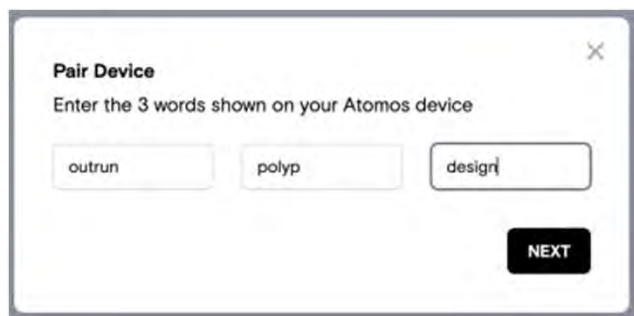 Pair Device
Enter the 3 words shown on your Atomos device
outrun polyp design
NEXT